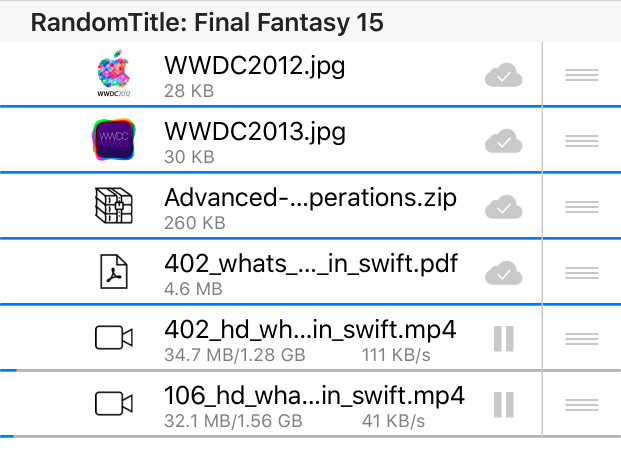 RandomTitle: Final Fantasy 15
WWDC2012.jpg
28 KB
WWDC2012
WWDC2013.jpg
30 KB
WWDC
Advanced-...perations.zip
260 KB
402_whats_..._in_swift.pdf
4.6 MB
402_hd_wh...in_swift.mp4
34.7 MB/1.28 GB 111 KB/s
106_hd_wha...in_swift.mp4
32.1 MB/1.56 GB 41 KB/s